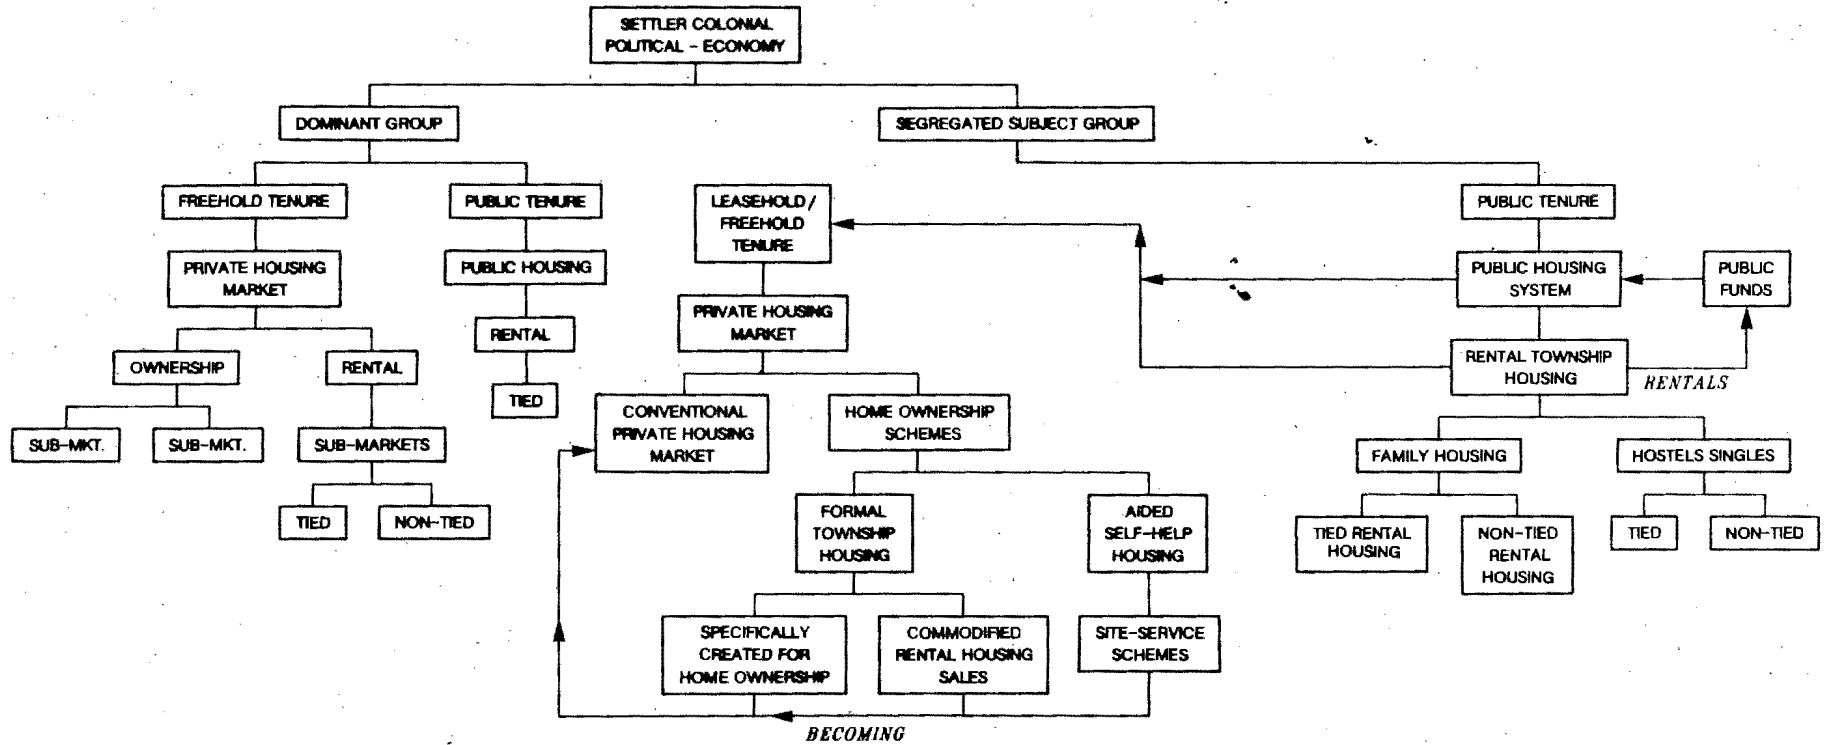 SETTLER COLONIAL
POLITICAL - ECONOMY
DOMINANT GROUP
SEGREGATED SUBJECT GROUP
FREEHOLD TENURE
PUBLIC TENURE
LEASEHOLD /
FREEHOLD
TENURE
PUBLIC TENURE
PRIVATE HOUSING
MARKET
PUBLIC HOUSING
PUBLIC HOUSING
SYSTEM
PUBLIC
FUNDS
PRIVATE HOUSING
MARKET
RENTAL
OWNERSHIP
RENTAL
RENTAL TOWNSHIP
HOUSING
RENTALS
TIED
CONVENTIONAL
PRIVATE HOUSING
MARKET
HOME OWNERSHIP
SCHEMES
SUB-MKT.
SUB-MKT.
SUB-MARKETS
FAMILY HOUSING
HOSTELS SINGLES
TIED
NON-TIED
FORMAL
TOWNSHIP
HOUSING
AIDED
SELF-HELP
HOUSING
TIED RENTAL
HOUSING
NON-TIED
RENTAL
HOUSING
TIED
NON-TIED
SPECIFICALLY
CREATED FOR
HOME OWNERSHIP
COMMODIFIED
RENTAL HOUSING
SALES
SITE-SERVICE
SCHEMES
BECOMING